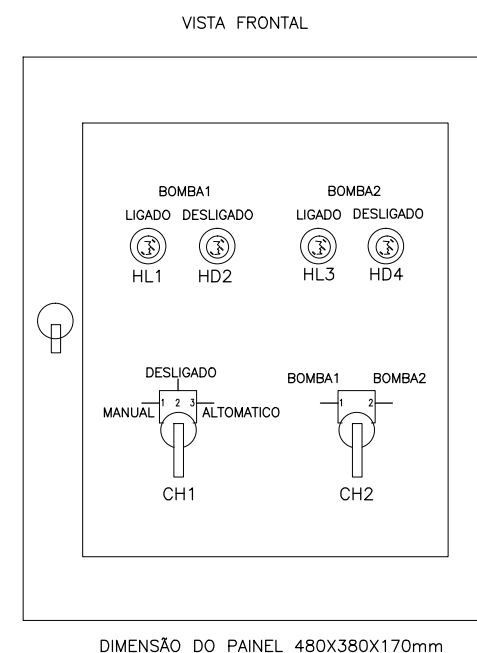 VISTA FRONTAL
BOMBA1 BOMBA2
LIGADO DESLIGADO LIGADO DESLIGADO
HL1 HD2 HL3 HD4
DESLIGADO
BOMBA1 BOMBA2
1 2 3 1 2
MANUAL ALTOMATICO
CH1 CH2
DIMENSÃO DO PAINEL 480X380X170mm